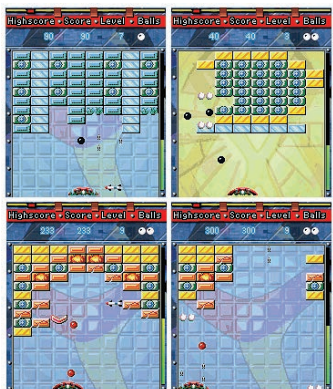 Highscore • Score • Level • Balls
90 90 7
Highscore • Score • Level • Balls
40 40 3
Highscore • Score • Level • Balls
233 233 9
Highscore • Score • Level • Balls
300 300 9